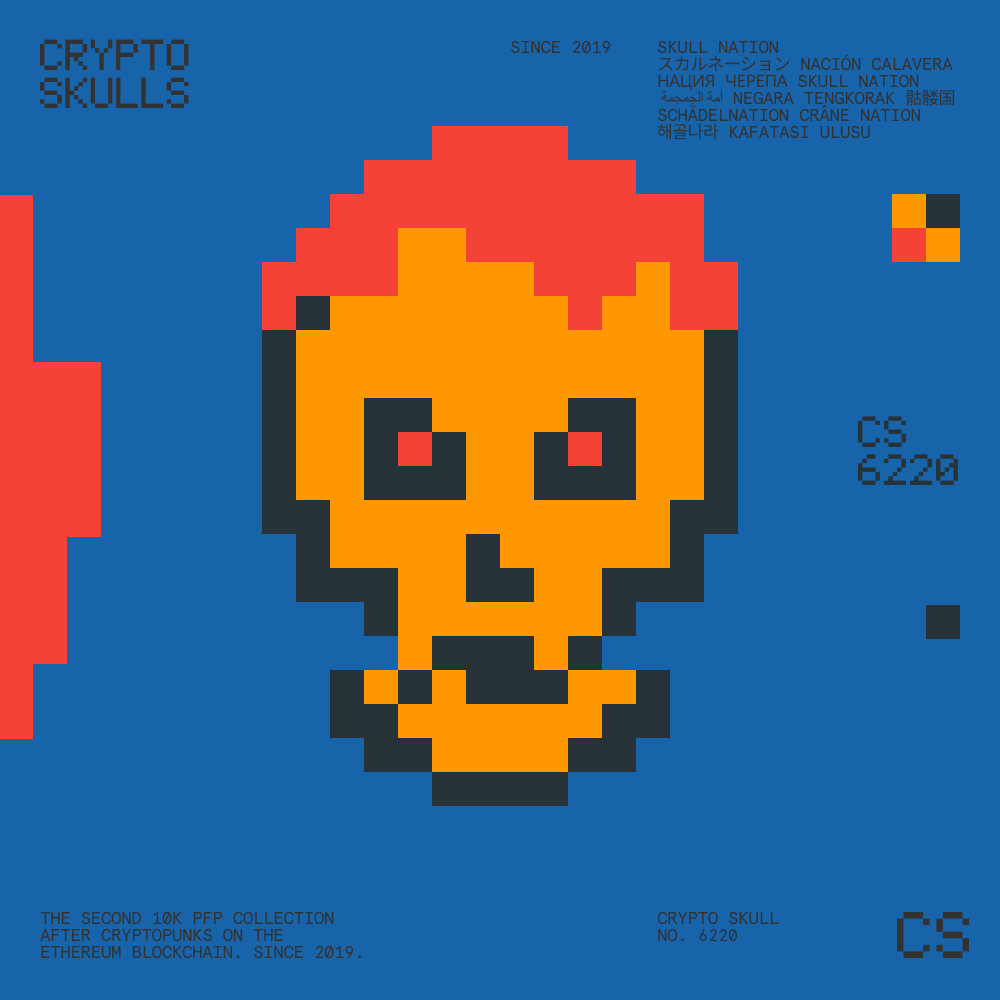 CRYPTO
SKULLS
SINCE 2019
SKULL NATION
スカルネーション NACIÓN CALAVERA
НАЦИЯ ЧЕРЕПА SKULL NATION
أمة الجمجمة NEGARA TENGKORAK 骷髅国
SCHÄDELNATION CRÂNE NATION
해골나라 KAFATASI ULUSU
CS
6220
THE SECOND 10K PFP COLLECTION
AFTER CRYPTOPUNKS ON THE
ETHEREUM BLOCKCHAIN. SINCE 2019.
CRYPTO SKULL
NO. 6220
CS